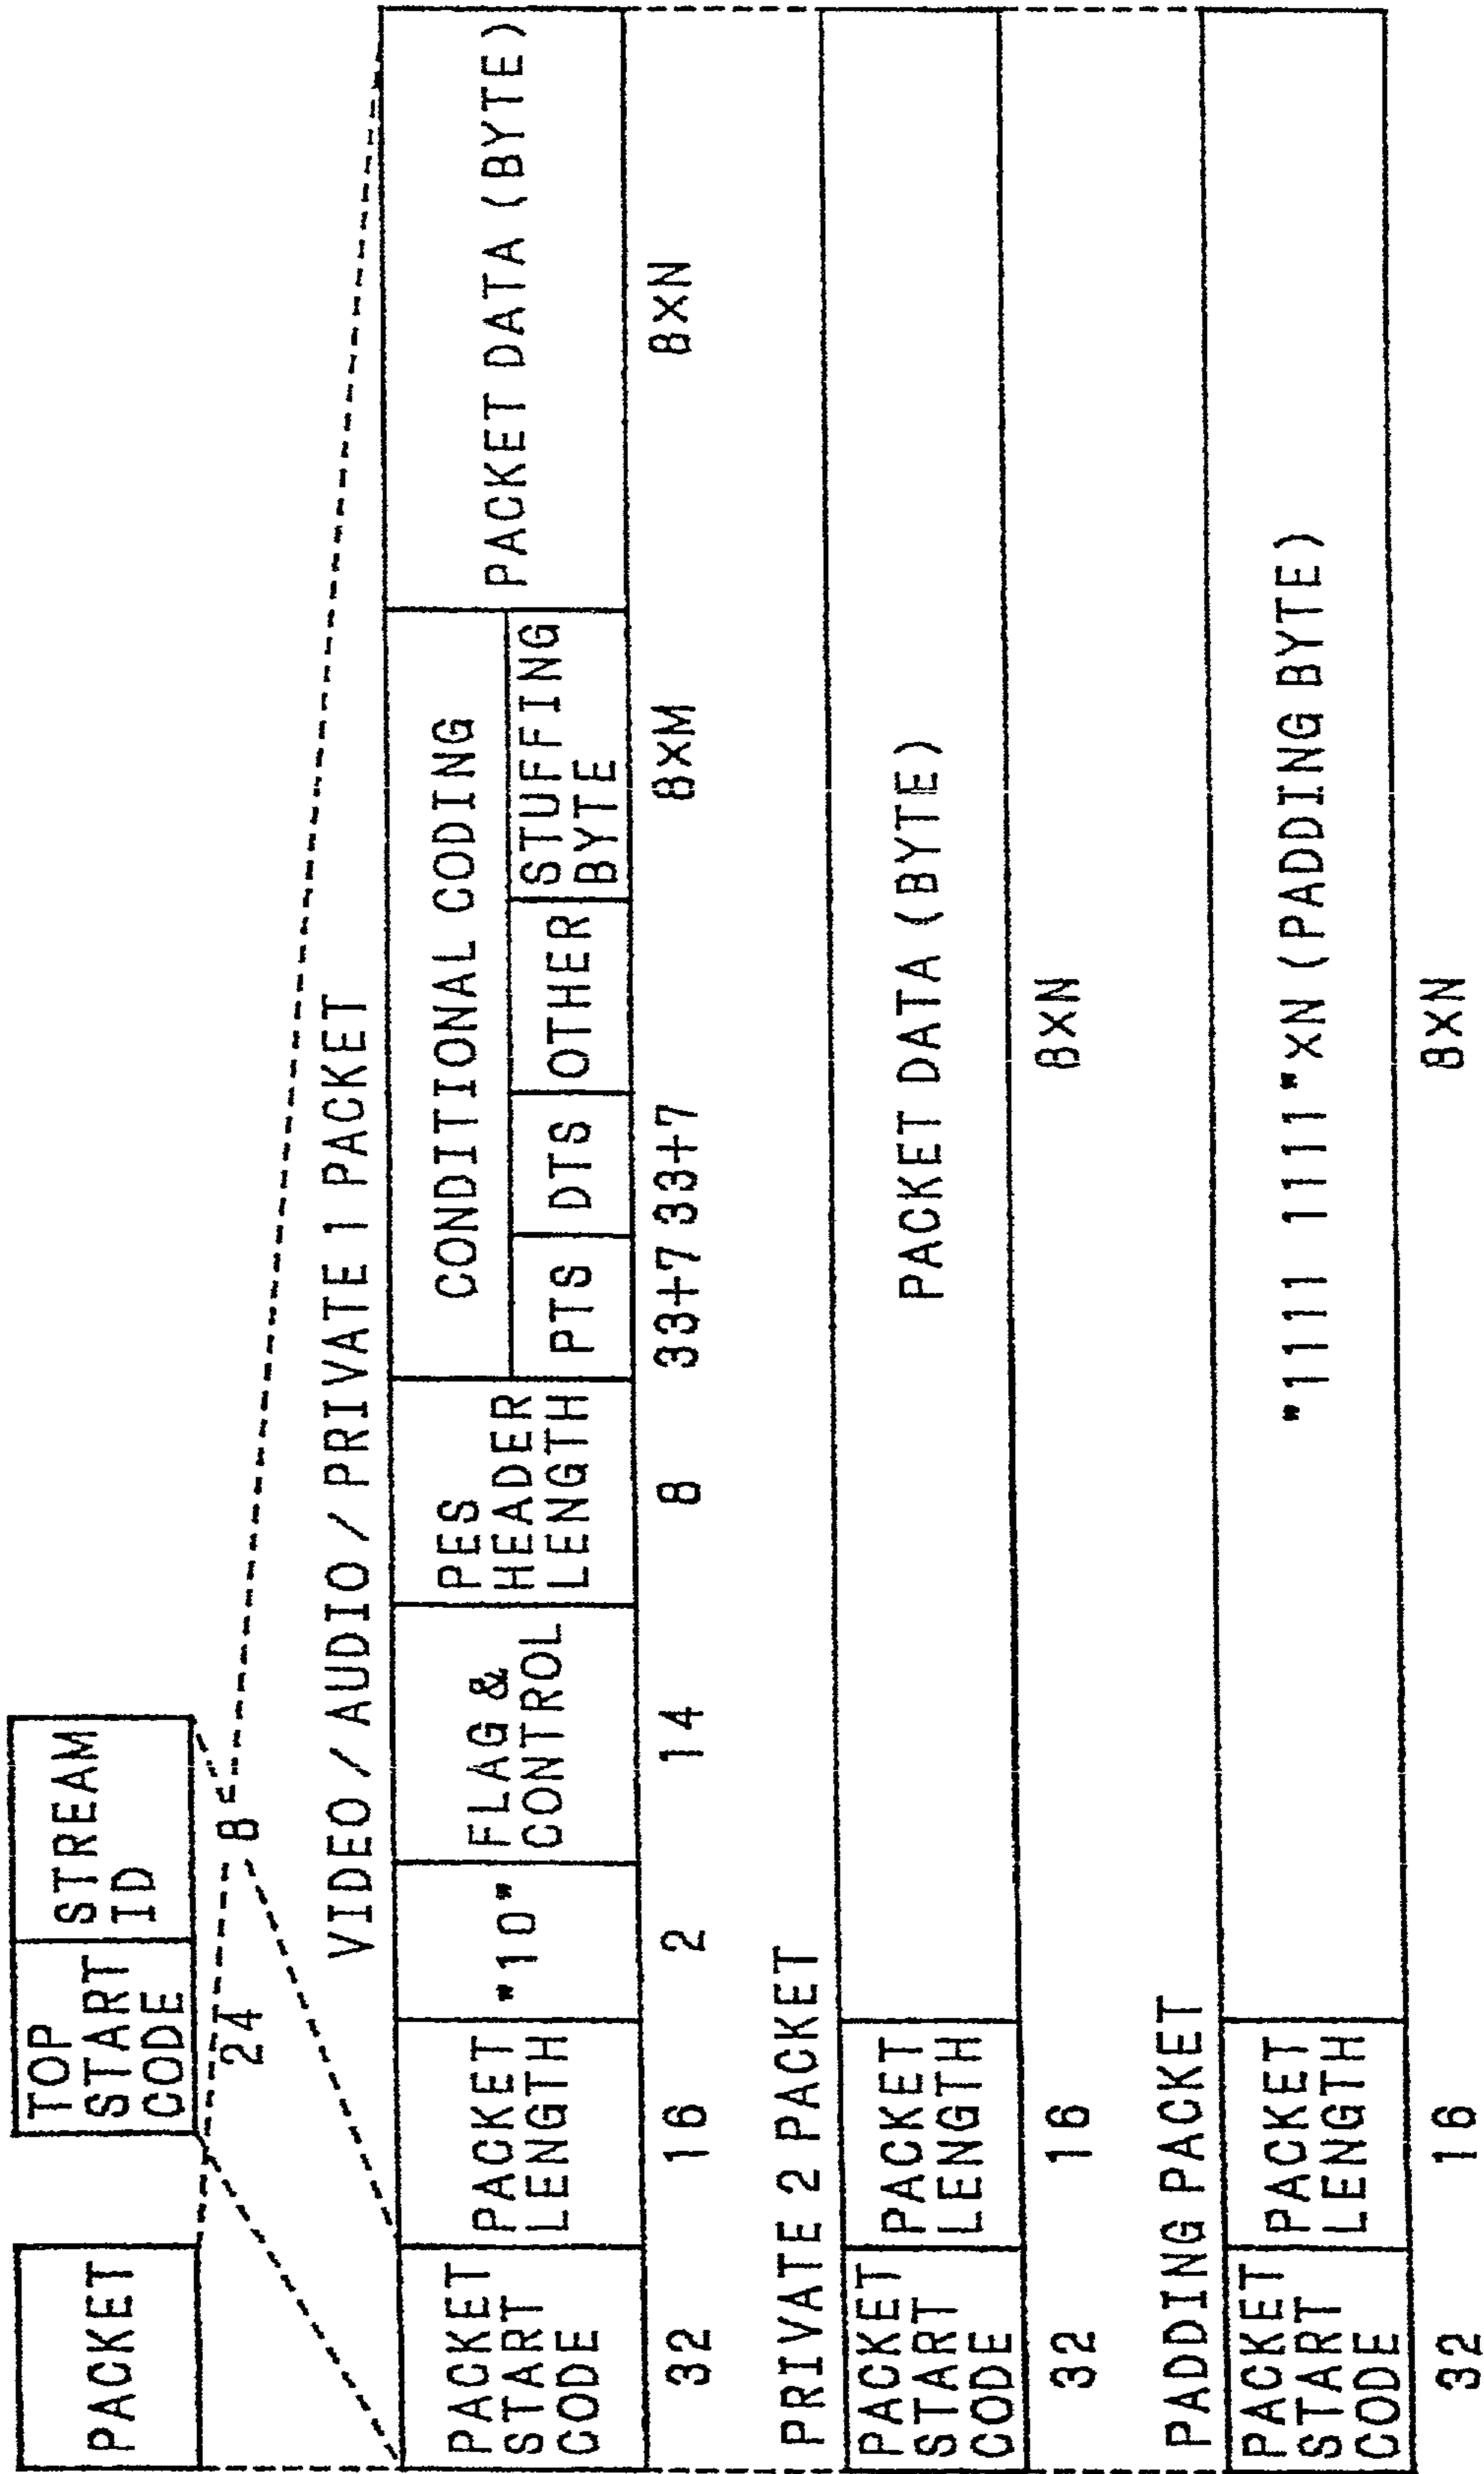 PACKET
TOP
START
CODE
STREAM
ID
24
8
VIDEO/AUDIO/PRIVATE 1 PACKET
PACKET
START
CODE
PACKET
LENGTH
"10"
FLAG &
CONTROL
PES
HEADER
LENGTH
CONDITIONAL CODING
PTS
DTS
OTHER
STUFFING
BYTE
PACKET DATA (BYTE)
32
16
2
14
8
33+7
33+7
8×M
8×N
PRIVATE 2 PACKET
PACKET
START
CODE
PACKET
LENGTH
PACKET DATA (BYTE)
32
16
8×N
PADDING PACKET
PACKET
START
CODE
PACKET
LENGTH
"1111 1111"×N (PADDING BYTE)
32
16
8×N